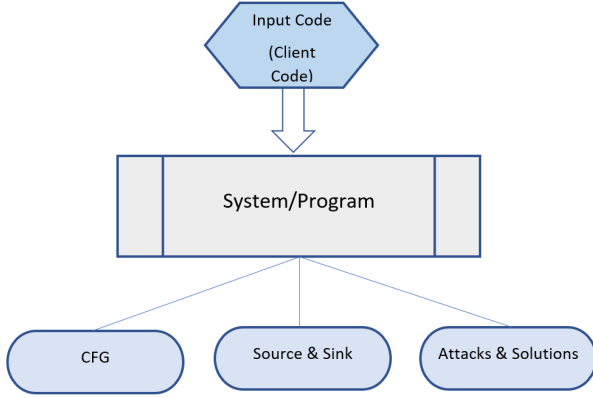 Input Code
(Client
Code)
System/Program
CFG
Source & Sink
Attacks & Solutions